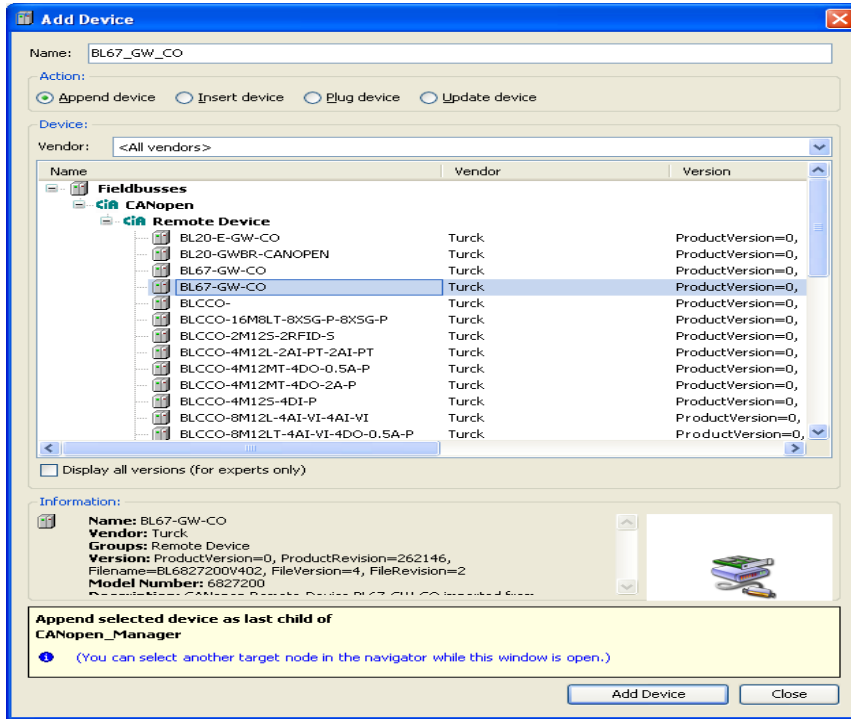 Add Device
Name: BL67_GW_CO
Action:
Append device Insert device Plug device Update device
Device:
Vendor: <All vendors>
Name Vendor Version
Fieldbusses
CiA CANopen
CiA Remote Device
BL20-E-GW-CO Turck ProductVersion=0,
BL20-GWBR-CANOPEN Turck ProductVersion=0,
BL67-GW-CO Turck ProductVersion=0,
BL67-GW-CO Turck ProductVersion=0,
BLCCO- Turck ProductVersion=0,
BLCCO-16M8LT-8XSG-P-8XSG-P Turck ProductVersion=0,
BLCCO-2M12S-2RFID-S Turck ProductVersion=0,
BLCCO-4M12L-2AI-PT-2AI-PT Turck ProductVersion=0,
BLCCO-4M12MT-4DO-0.5A-P Turck ProductVersion=0,
BLCCO-4M12MT-4DO-2A-P Turck ProductVersion=0,
BLCCO-4M12S-4DI-P Turck ProductVersion=0,
BLCCO-8M12L-4AI-VI-4AI-VI Turck ProductVersion=0,
BLCCO-8M12LT-4AI-VI-4DO-0.5A-P Turck ProductVersion=0,
Display all versions (for experts only)
Information:
Name: BL67-GW-CO
Vendor: Turck
Groups: Remote Device
Version: ProductVersion=0, ProductRevision=262146,
Filename=BL6827200V402, FileVersion=4, FileRevision=2
Model Number: 6827200
Append selected device as last child of
CANopen_Manager
(You can select another target node in the navigator while this window is open.)
Add Device Close